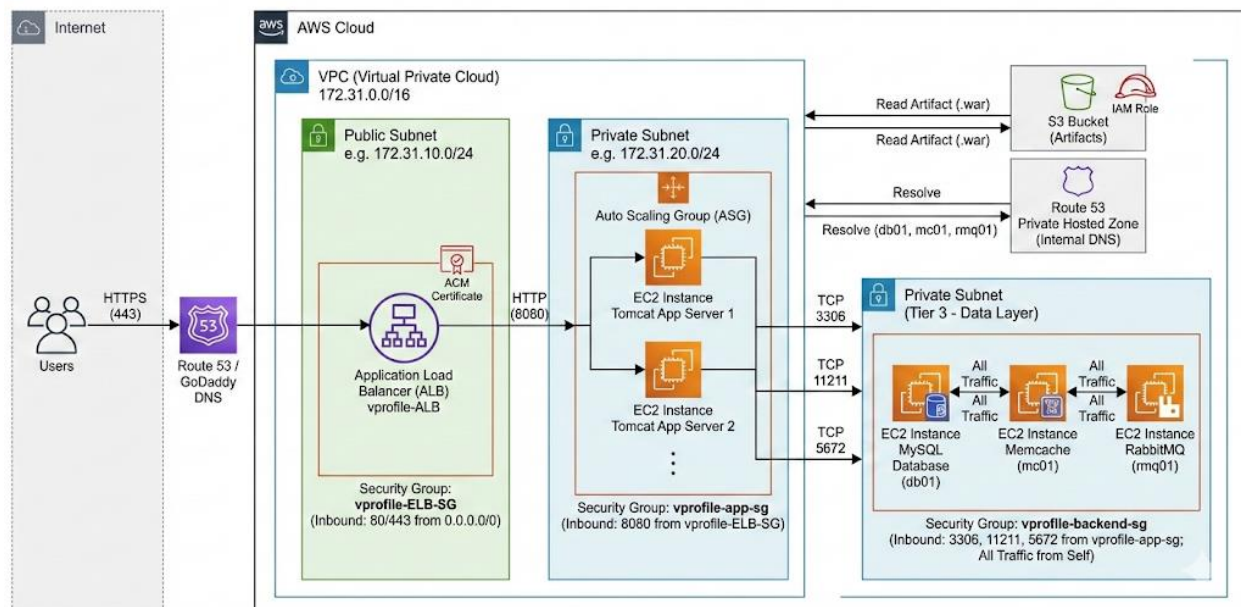 Internet
aws
AWS Cloud
VPC (Virtual Private Cloud)
172.31.0.0/16
Public Subnet
e.g. 172.31.10.0/24
Private Subnet
e.g. 172.31.20.0/24
Read Artifact (.war)
Read Artifact (.war)
IAM Role
S3 Bucket
(Artifacts)
Auto Scaling Group (ASG)
Resolve
Resolve (db01, mc01, rmq01)
Route 53
Private Hosted Zone
(Internal DNS)
Users
HTTPS
(443)
53
Route 53 /
GoDaddy
DNS
ACM
Certificate
Application Load
Balancer (ALB)
vprofile-ALB
HTTP
(8080)
EC2 Instance
Tomcat App Server 1
EC2 Instance
Tomcat App Server 2
Security Group:
vprofile-ELB-SG
(Inbound: 80/443 from 0.0.0.0/0)
Security Group: vprofile-app-sg
(Inbound: 8080 from vprofile-ELB-SG)
TCP
3306
TCP
11211
TCP
5672
Private Subnet
(Tier 3 - Data Layer)
All
Traffic
All
Traffic
All
Traffic
All
Traffic
EC2 Instance
MySQL
Database
(db01)
EC2 Instance
Memcache
(mc01)
EC2 Instance
RabbitMQ
(rmq01)
Security Group: vprofile-backend-sg
(Inbound: 3306, 11211, 5672 from vprofile-app-sg;
All Traffic from Self)